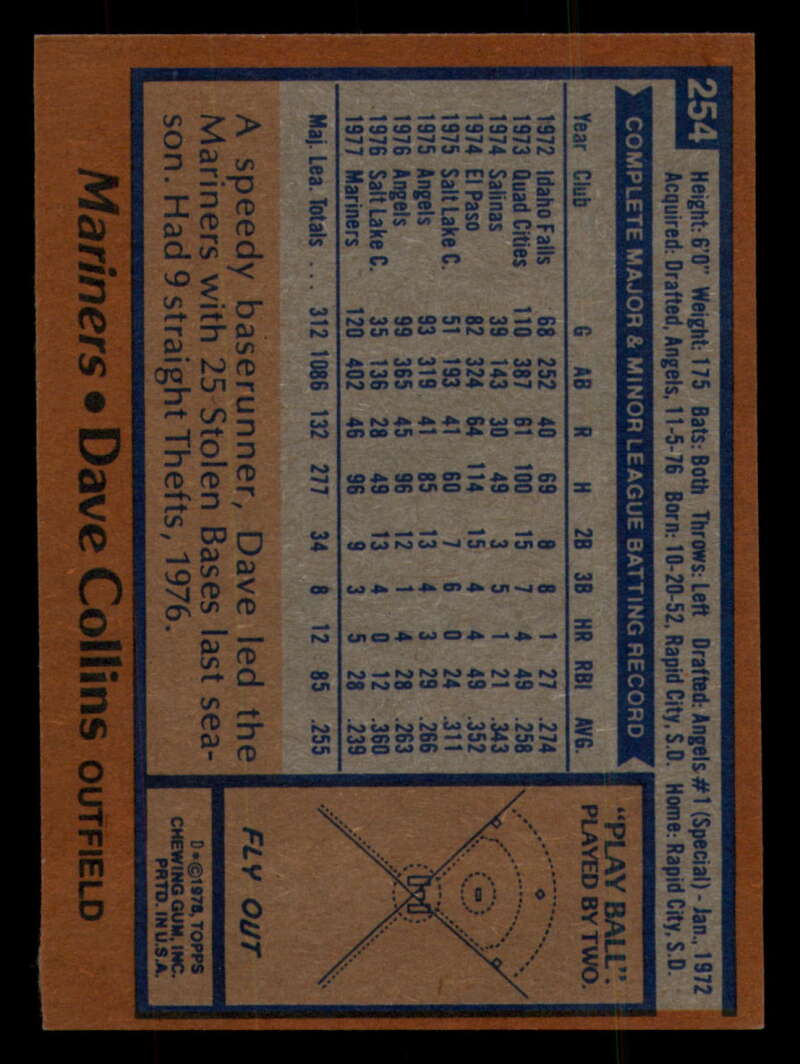 254
Height: 6'0" Weight: 175 Bats: Both Throws: Left Drafted: Angels #1 (Special) - Jan., 1972
Acquired: Drafted, Angels, 11-5-76 Born: 10-20-52, Rapid City, S.D. Home: Rapid City, S.D.
COMPLETE MAJOR & MINOR LEAGUE BATTING RECORD
Year Club G AB R H 2B 3B HR RBI AVG.
1972 Idaho Falls 68 252 40 69 8 8 1 27 .274
1973 Quad Cities 110 387 61 100 15 7 4 49 .258
1974 Salinas 39 143 30 49 3 5 1 21 .343
1974 El Paso 82 324 64 114 15 4 4 49 .352
1975 Salt Lake C. 51 193 41 60 7 6 0 24 .311
1975 Angels 93 319 41 85 13 4 3 29 .266
1976 Angels 99 365 45 96 12 1 4 28 .263
1976 Salt Lake C. 35 136 28 49 13 4 0 12 .360
1977 Mariners 120 402 46 96 9 3 5 28 .239
Maj. Lea. Totals ... 312 1086 132 277 34 8 12 85 .255
A speedy baserunner, Dave led the
Mariners with 25 Stolen Bases last sea-
son. Had 9 straight Thefts, 1976.
"PLAY BALL":
PLAYED BY TWO.
FLY OUT
D*©1978, TOPPS
CHEWING GUM, INC.
PRTD. IN U.S.A.
Mariners • Dave Collins OUTFIELD